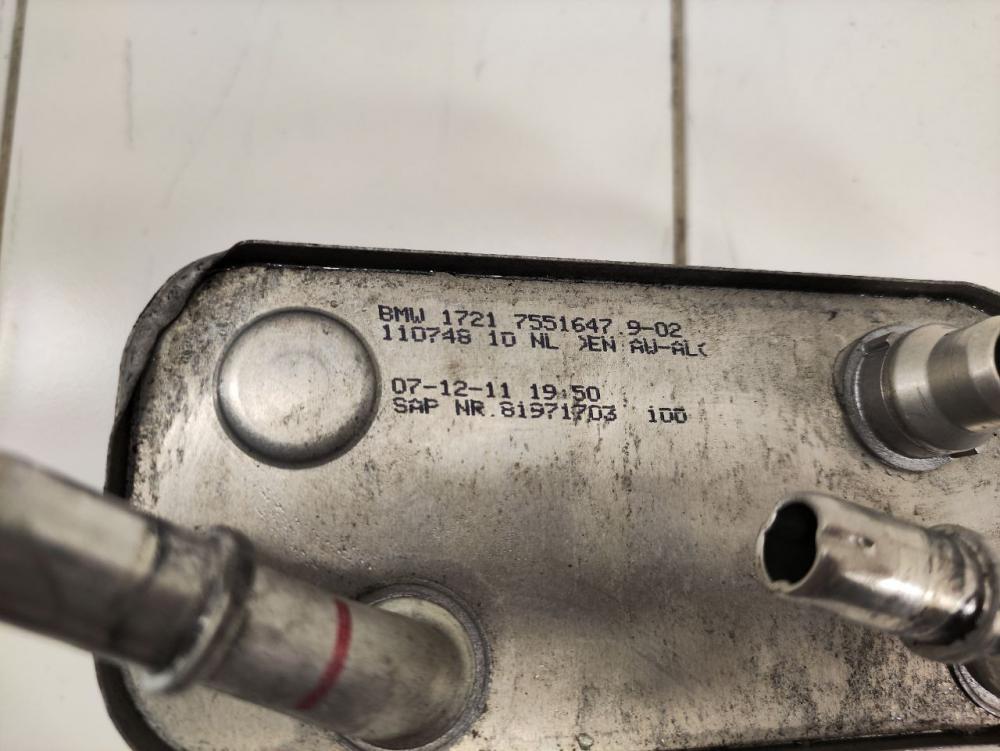 BMW 1721 7551647 9-02
110748 10 NL >EN AW-AL<
07-12-11 19:50
SAP NR.81971703 100